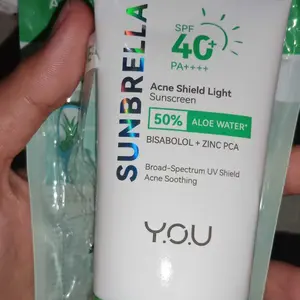 SUNBRELLA
SPF
40+
PA++++
Acne Shield Light
Sunscreen
50% ALOE WATER*
BISABOLOL + ZINC PCA
Broad-Spectrum UV Shield
Acne Soothing
Y.O.U